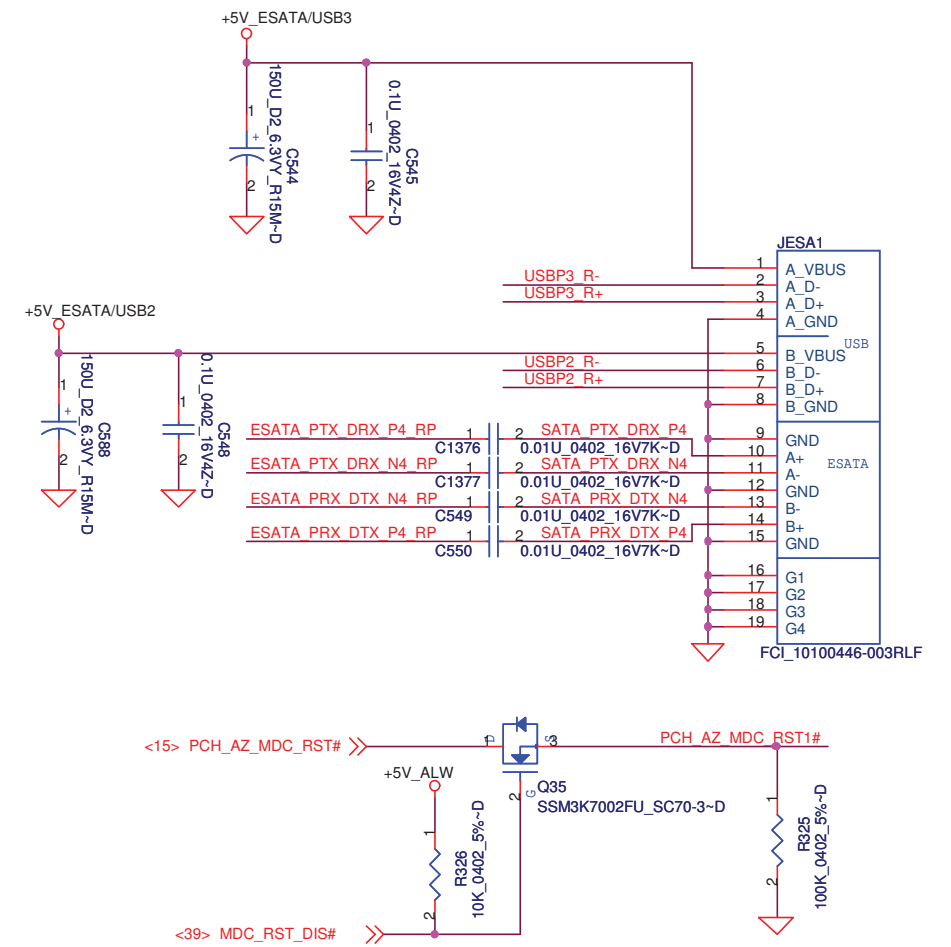 +5V_ESATA/USB3
1
+
2
150U_D2_6.3VY_R15M~D
C544
1
2
0.1U_0402_16V4Z~D
C545
JESA1
USBP3_R-
USBP3_R+
1 A_VBUS
2 A_D-
3 A_D+
4 A_GND
USB
+5V_ESATA/USB2
USBP2_R-
USBP2_R+
5 B_VBUS
6 B_D-
7 B_D+
8 B_GND
1
+
2
150U_D2_6.3VY_R15M~D
C588
1
2
0.1U_0402_16V4Z~D
C548
ESATA_PTX_DRX_P4_RP 1 2 SATA_PTX_DRX_P4
C1376 0.01U_0402_16V7K~D
ESATA_PTX_DRX_N4_RP 1 2 SATA_PTX_DRX_N4
C1377 0.01U_0402_16V7K~D
ESATA_PRX_DTX_N4_RP 1 2 SATA_PRX_DTX_N4
C549 0.01U_0402_16V7K~D
ESATA_PRX_DTX_P4_RP 1 2 SATA_PRX_DTX_P4
C550 0.01U_0402_16V7K~D
9 GND
10 A+
11 A-
ESATA
12 GND
13 B-
14 B+
15 GND
16 G1
17 G2
18 G3
19 G4
FCI_10100446-003RLF
<15> PCH_AZ_MDC_RST#
1 D
S 3
PCH_AZ_MDC_RST1#
2 G
Q35
SSM3K7002FU_SC70-3~D
+5V_ALW
1
2
R326
10K_0402_5%~D
1
2
R325
100K_0402_5%~D
<39> MDC_RST_DIS#